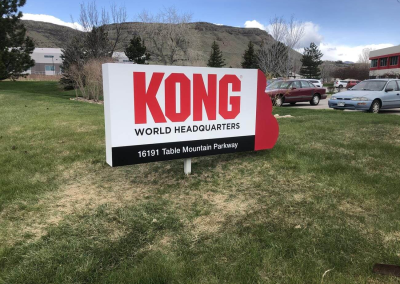 KONG
WORLD HEADQUARTERS
16191 Table Mountain Parkway